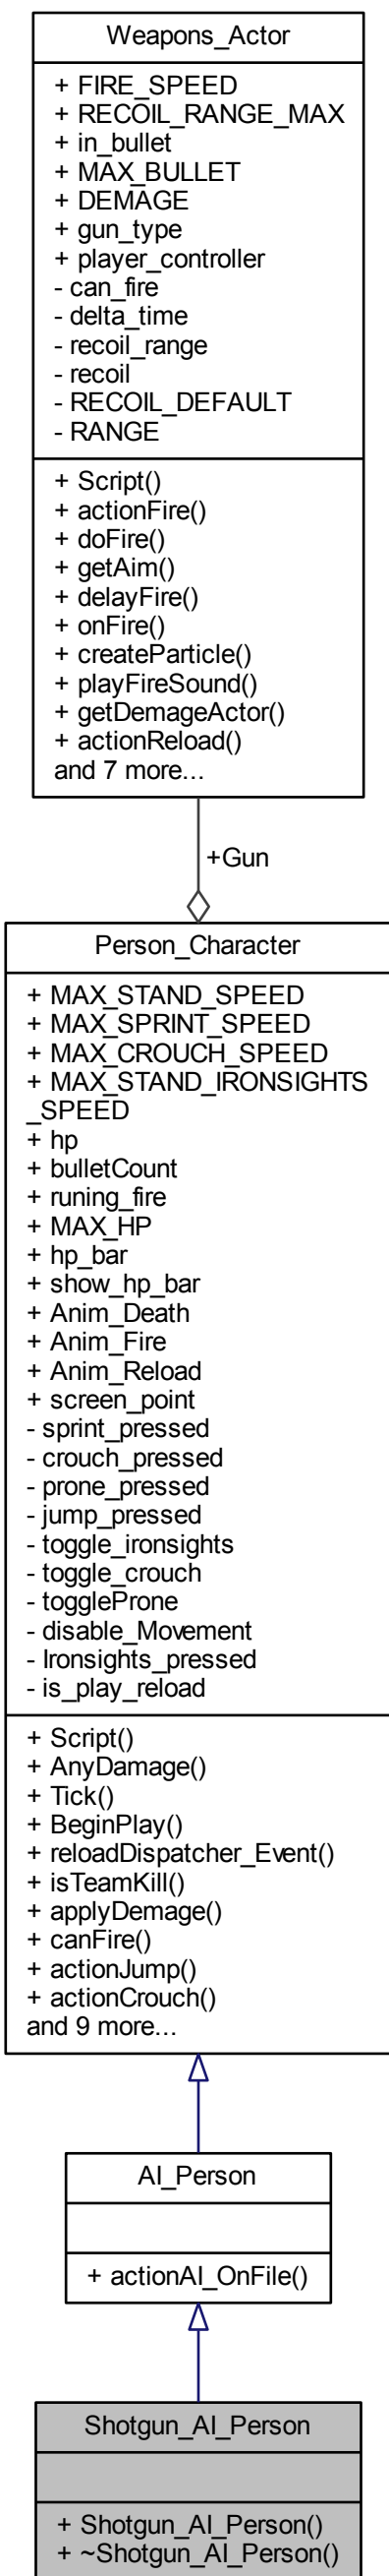 Weapons_Actor
+ FIRE_SPEED
+ RECOIL_RANGE_MAX
+ in_bullet
+ MAX_BULLET
+ DEMAGE
+ gun_type
+ player_controller
- can_fire
- delta_time
- recoil_range
- recoil
- RECOIL_DEFAULT
- RANGE
+ Script()
+ actionFire()
+ doFire()
+ getAim()
+ delayFire()
+ onFire()
+ createParticle()
+ playFireSound()
+ getDemageActor()
+ actionReload()
and 7 more...
+Gun
Person_Character
+ MAX_STAND_SPEED
+ MAX_SPRINT_SPEED
+ MAX_CROUCH_SPEED
+ MAX_STAND_IRONSIGHTS
_SPEED
+ hp
+ bulletCount
+ runing_fire
+ MAX_HP
+ hp_bar
+ show_hp_bar
+ Anim_Death
+ Anim_Fire
+ Anim_Reload
+ screen_point
- sprint_pressed
- crouch_pressed
- prone_pressed
- jump_pressed
- toggle_ironsights
- toggle_crouch
- toggleProne
- disable_Movement
- Ironsights_pressed
- is_play_reload
+ Script()
+ AnyDamage()
+ Tick()
+ BeginPlay()
+ reloadDispatcher_Event()
+ isTeamKill()
+ applyDemage()
+ canFire()
+ actionJump()
+ actionCrouch()
and 9 more...
AI_Person
+ actionAI_OnFile()
Shotgun_AI_Person
+ Shotgun_AI_Person()
+ ~Shotgun_AI_Person()